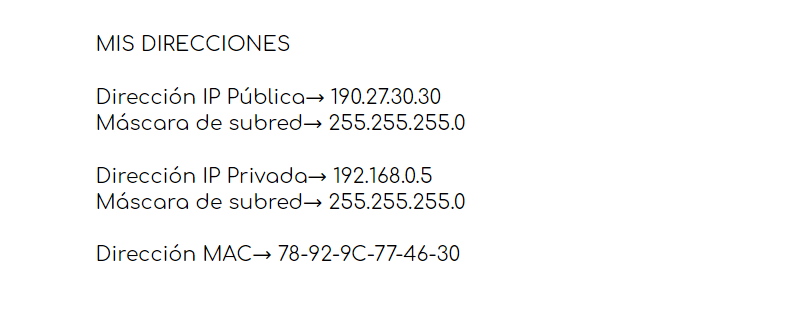 MIS DIRECCIONES
Dirección IP Pública→ 190.27.30.30
Máscara de subred→ 255.255.255.0
Dirección IP Privada→ 192.168.0.5
Máscara de subred→ 255.255.255.0
Dirección MAC→ 78-92-9C-77-46-30